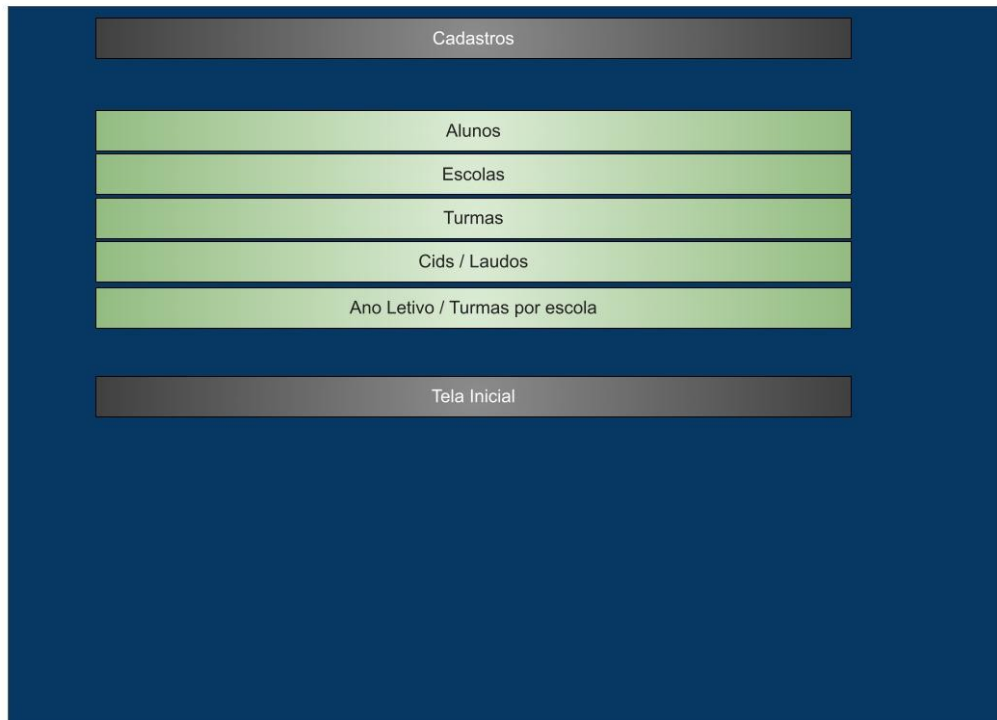 Cadastros
Alunos
Escolas
Turmas
Cids / Laudos
Ano Letivo / Turmas por escola
Tela Inicial